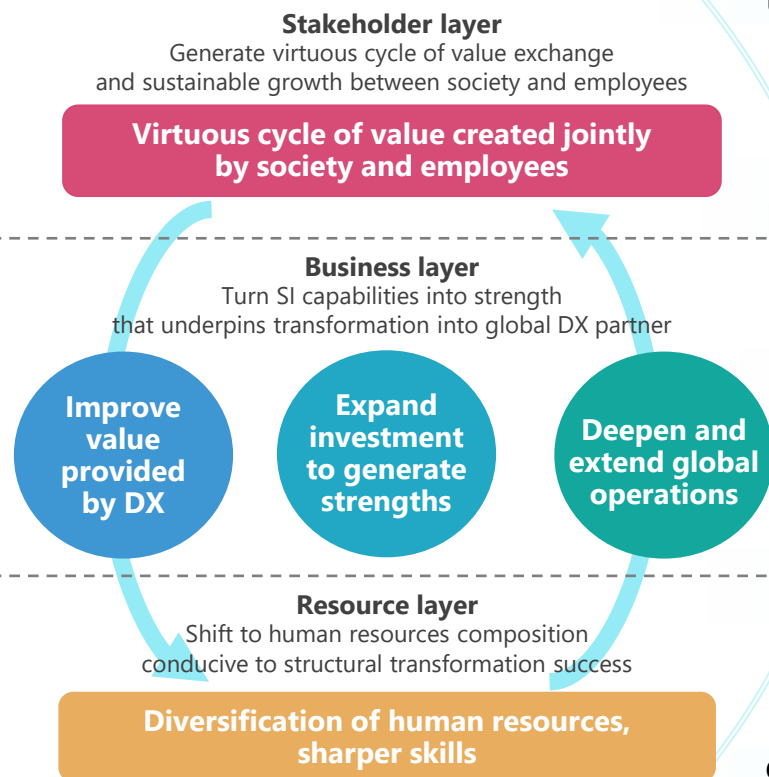 Stakeholder layer
Generate virtuous cycle of value exchange
and sustainable growth between society and employees
Virtuous cycle of value created jointly
by society and employees
Business layer
Turn SI capabilities into strength
that underpins transformation into global DX partner
Improve
value
provided
by DX
Expand
investment
to generate
strengths
Deepen and
extend global
operations
Resource layer
Shift to human resources composition
conducive to structural transformation success
Diversification of human resources,
sharper skills